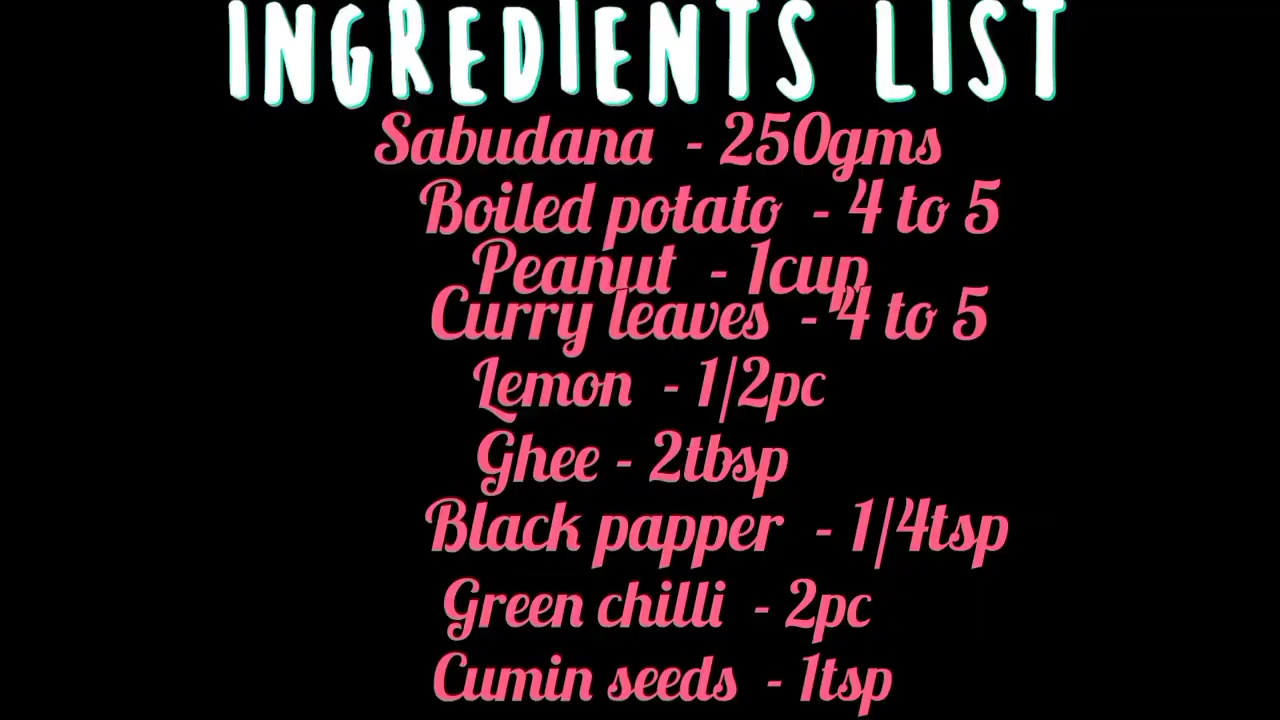 INGREDIENTS LIST
Sabudana - 250gms
Boiled potato - 4 to 5
Peanut - 1cup
Curry leaves - 4 to 5
Lemon - 1/2pc
Ghee - 2tbsp
Black papper - 1/4tsp
Green chilli - 2pc
Cumin seeds - 1tsp